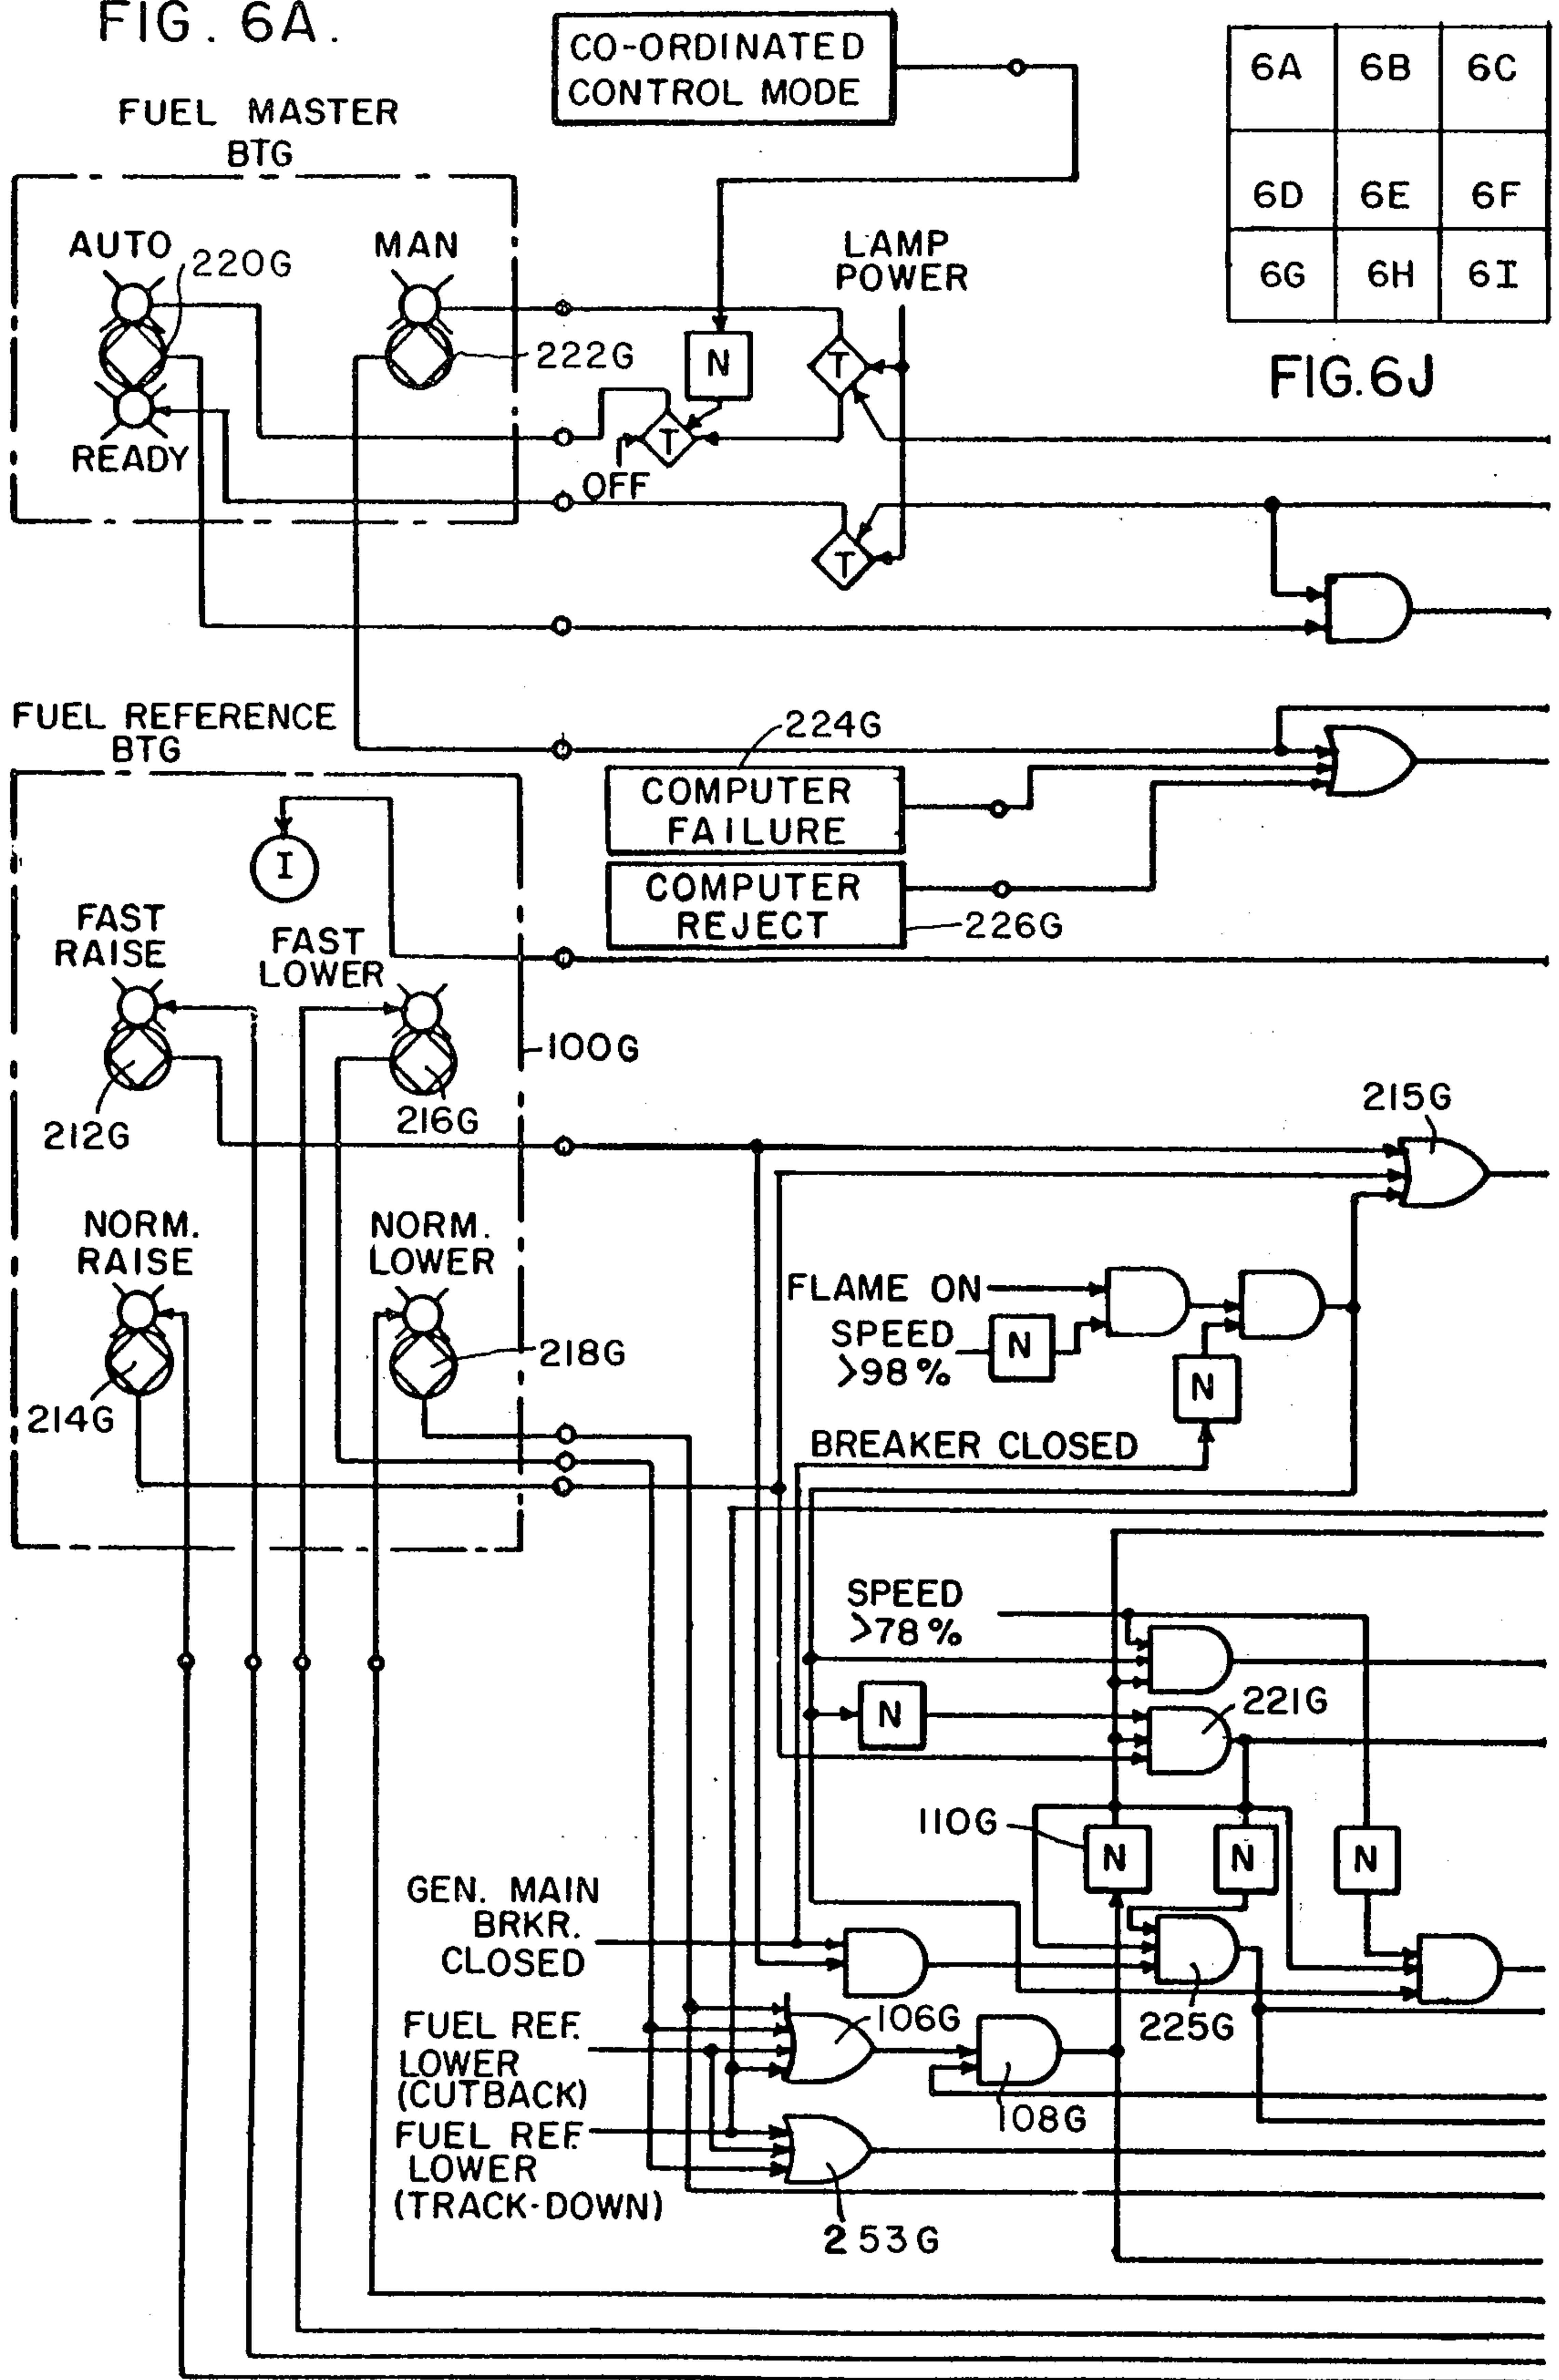 FIG. 6A.
CO-ORDINATED
CONTROL MODE
6A 6B 6C
6D 6E 6F
6G 6H 6I
FIG.6J
FUEL MASTER
BTG
AUTO
220G
MAN
222G
READY
LAMP
POWER
N
T
T
OFF
T
FUEL REFERENCE
BTG
224G
COMPUTER
FAILURE
COMPUTER
REJECT
226G
I
FAST
RAISE
FAST
LOWER
100G
212G
216G
215G
NORM.
RAISE
NORM.
LOWER
218G
214G
FLAME ON
SPEED
>98%
N
N
BREAKER CLOSED
SPEED
>78%
N
221G
110G
N
N
N
GEN. MAIN
BRKR.
CLOSED
225G
FUEL REF.
LOWER
(CUTBACK)
106G
108G
FUEL REF.
LOWER
(TRACK-DOWN)
253G